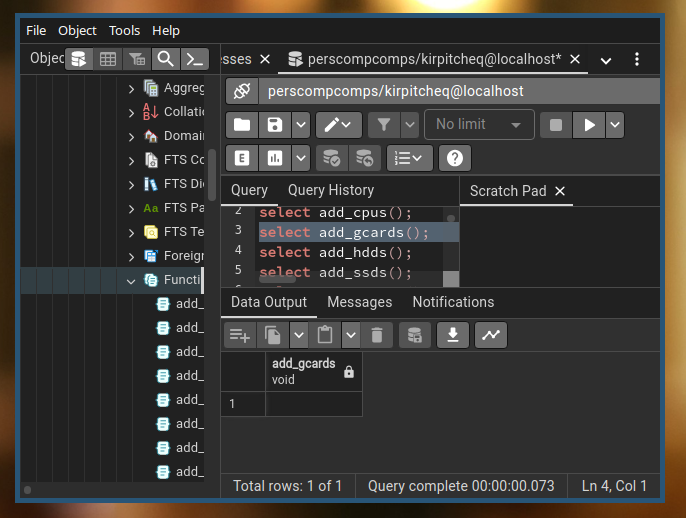 File Object Tools Help
Objec
sses × perscompcomps/kirpitcheq@localhost* ×
perscompcomps/kirpitcheq@localhost
No limit
E
Query Query History Scratch Pad ×
2 select add_cpus();
3 select add_gcards();
4 select add_hdds();
5 select add_ssds();
Aggreg
Collatio
Domain
FTS Co
FTS Dic
Aa FTS Pa
FTS Te
Foreign
Functi
add_
add_
add_
add_
add_
add_
add_
add_
Data Output Messages Notifications
add_gcards
void
1
Total rows: 1 of 1 Query complete 00:00:00.073 Ln 4, Col 1